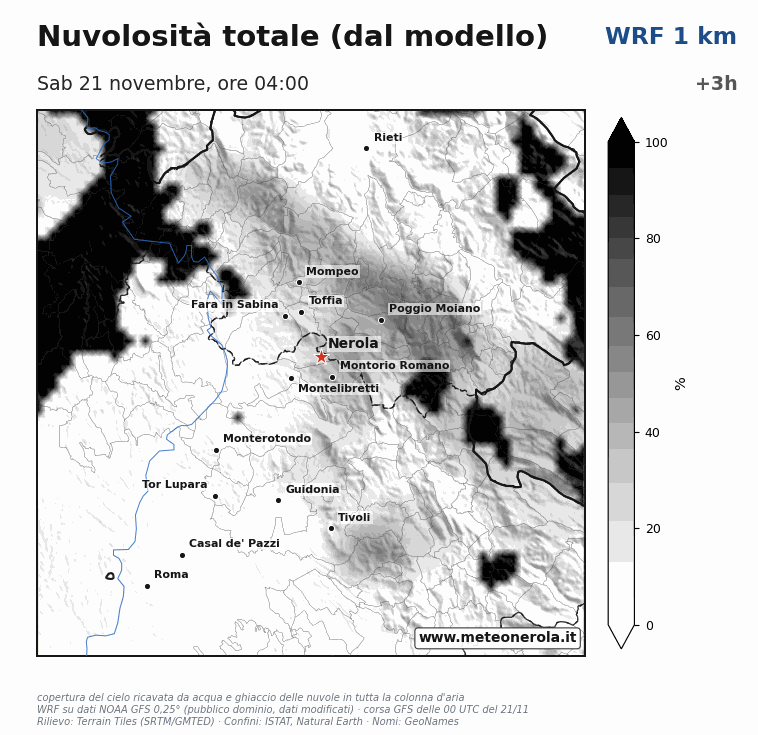 Nuvolosità totale (dal modello)
WRF 1 km
Sab 21 novembre, ore 04:00
+3h
Rieti
Mompeo
Fara in Sabina
Toffia
Poggio Moiano
Nerola
Montorio Romano
Montelibretti
Monterotondo
Tor Lupara
Guidonia
Tivoli
Casal de' Pazzi
Roma
www.meteonerola.it
100
80
60
40
20
0
%
copertura del cielo ricavata da acqua e ghiaccio delle nuvole in tutta la colonna d'aria
WRF su dati NOAA GFS 0,25° (pubblico dominio, dati modificati) · corsa GFS delle 00 UTC del 21/11
Rilievo: Terrain Tiles (SRTM/GMTED) · Confini: ISTAT, Natural Earth · Nomi: GeoNames